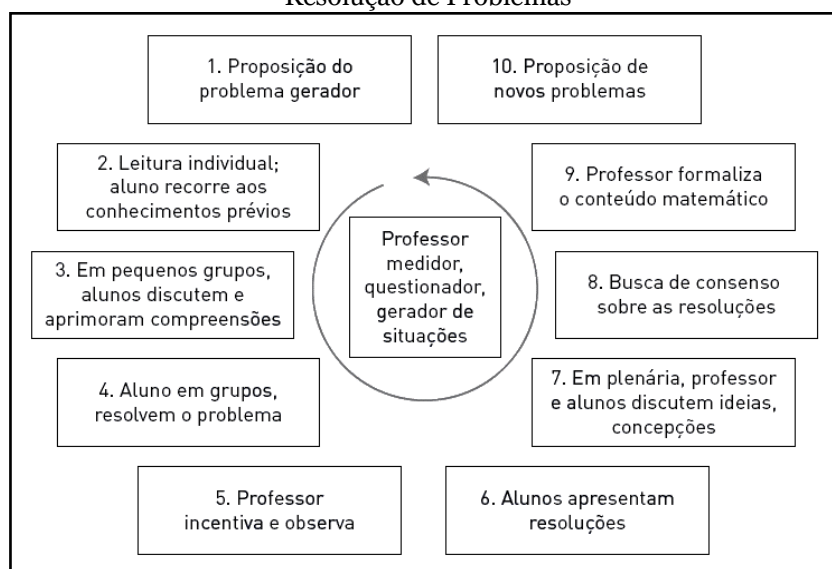 Resolução de Problemas
1. Proposição do
problema gerador
10. Proposição de
novos problemas
2. Leitura individual;
aluno recorre aos
conhecimentos prévios
9. Professor formaliza
o conteúdo matemático
Professor
medidor,
questionador,
gerador de
situações
3. Em pequenos grupos,
alunos discutem e
aprimoram compreensões
8. Busca de consenso
sobre as resoluções
4. Aluno em grupos,
resolvem o problema
7. Em plenária, professor
e alunos discutem ideias,
concepções
5. Professor
incentiva e observa
6. Alunos apresentam
resoluções